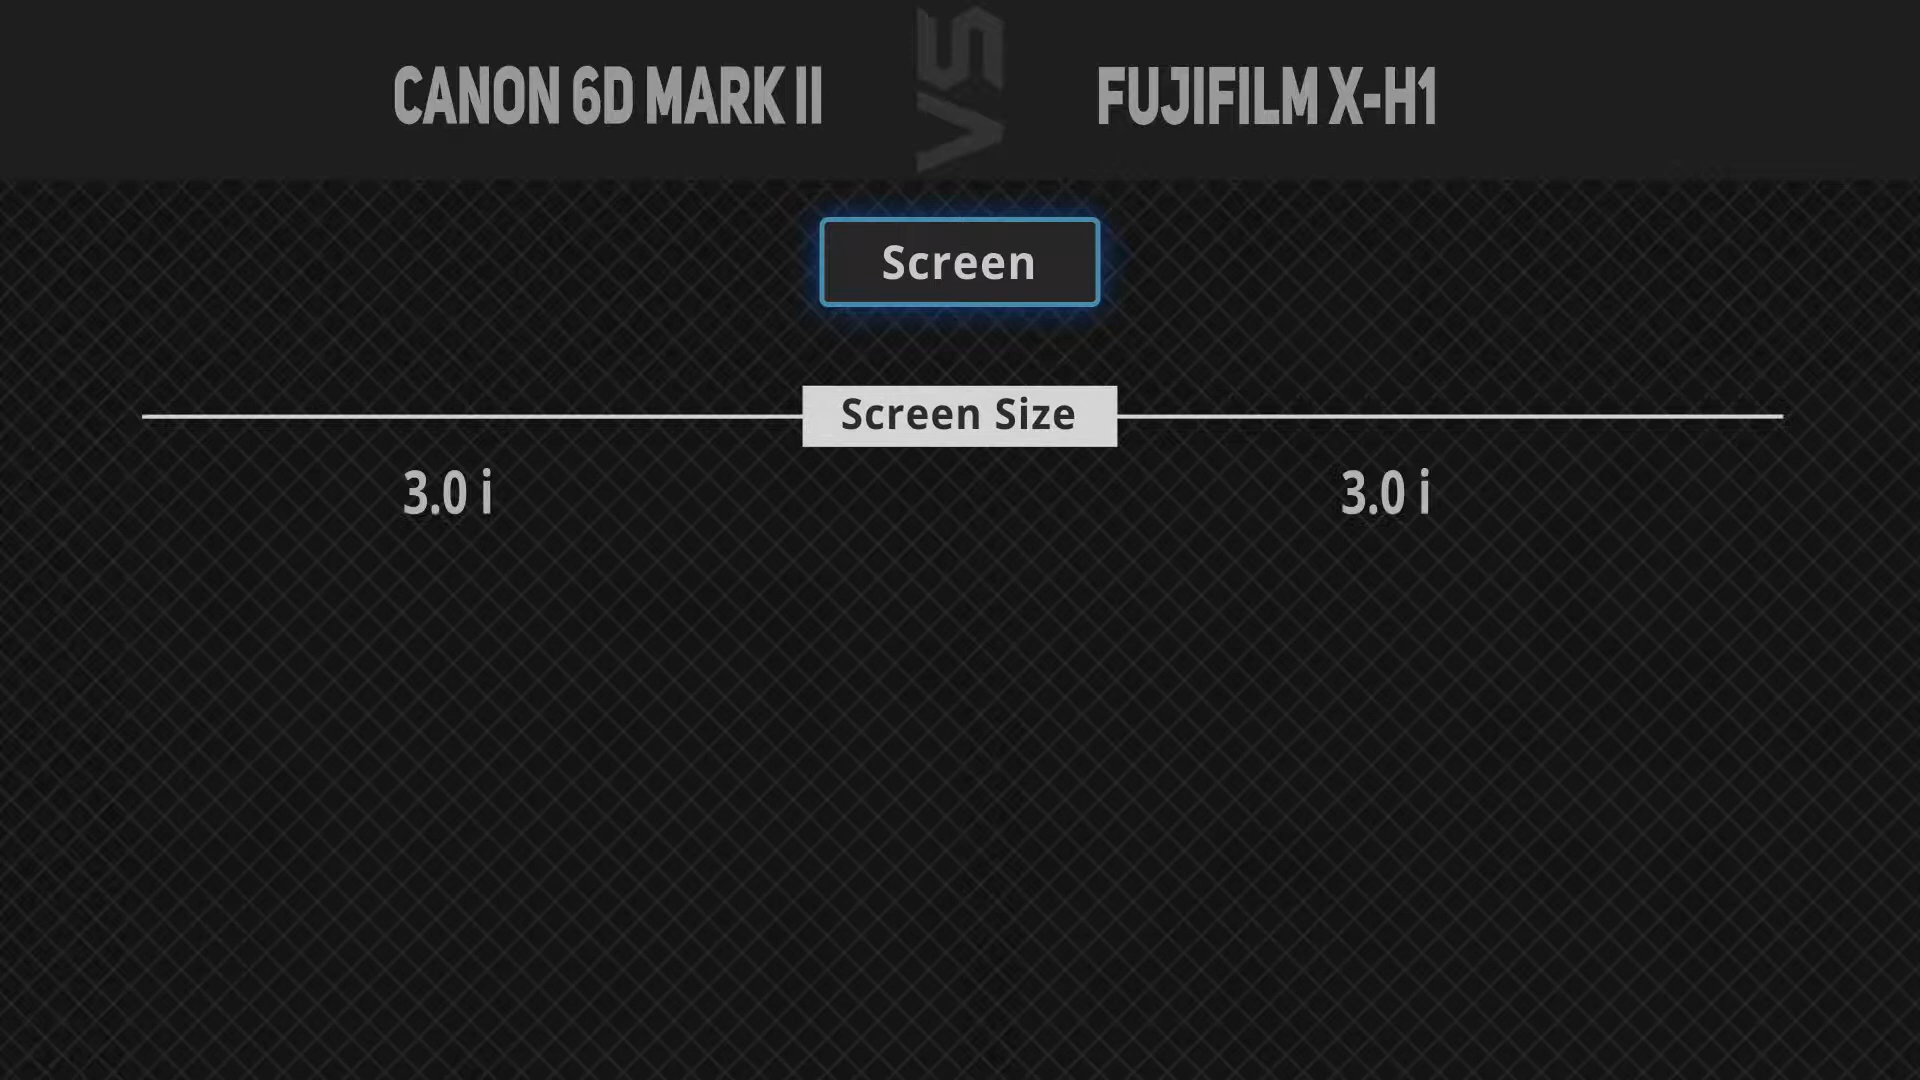 CANON 6D MARK II
VS
FUJIFILM X-H1
Screen
Screen Size
3.0 i
3.0 i